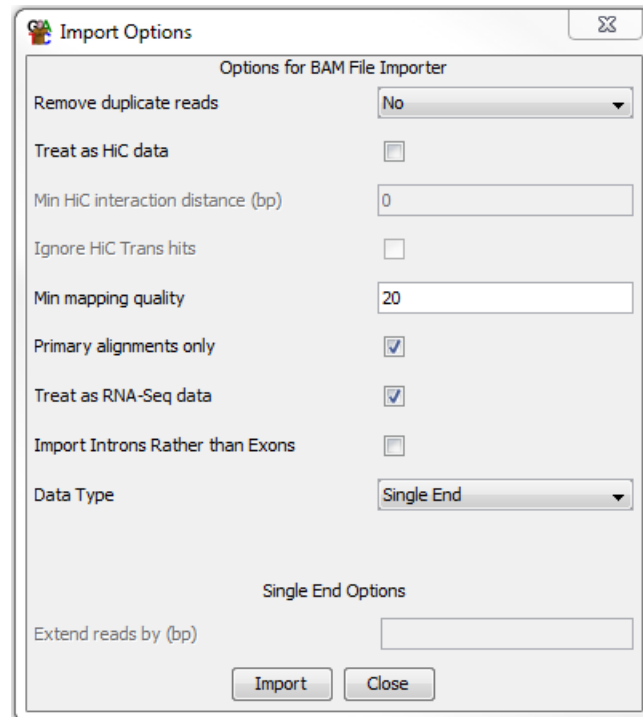 Import Options
Options for BAM File Importer
Remove duplicate reads No
Treat as HiC data
Min HiC interaction distance (bp) 0
Ignore HiC Trans hits
Min mapping quality 20
Primary alignments only
Treat as RNA-Seq data
Import Introns Rather than Exons
Data Type Single End
Single End Options
Extend reads by (bp)
Import Close